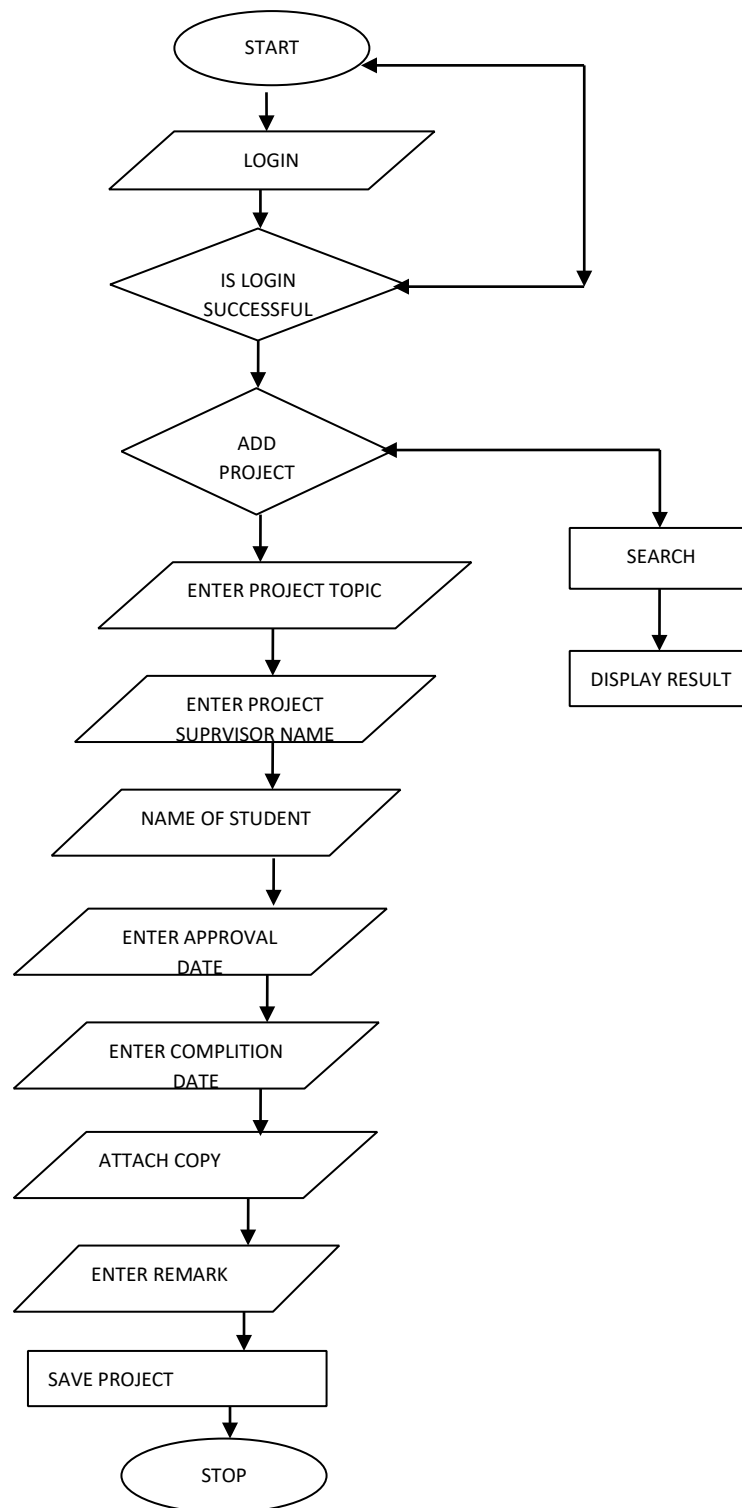 START
LOGIN
IS LOGIN
SUCCESSFUL
ADD
PROJECT
SEARCH
ENTER PROJECT TOPIC
DISPLAY RESULT
ENTER PROJECT
SUPRVISOR NAME
NAME OF STUDENT
ENTER APPROVAL
DATE
ENTER COMPLITION
DATE
ATTACH COPY
ENTER REMARK
SAVE PROJECT
STOP